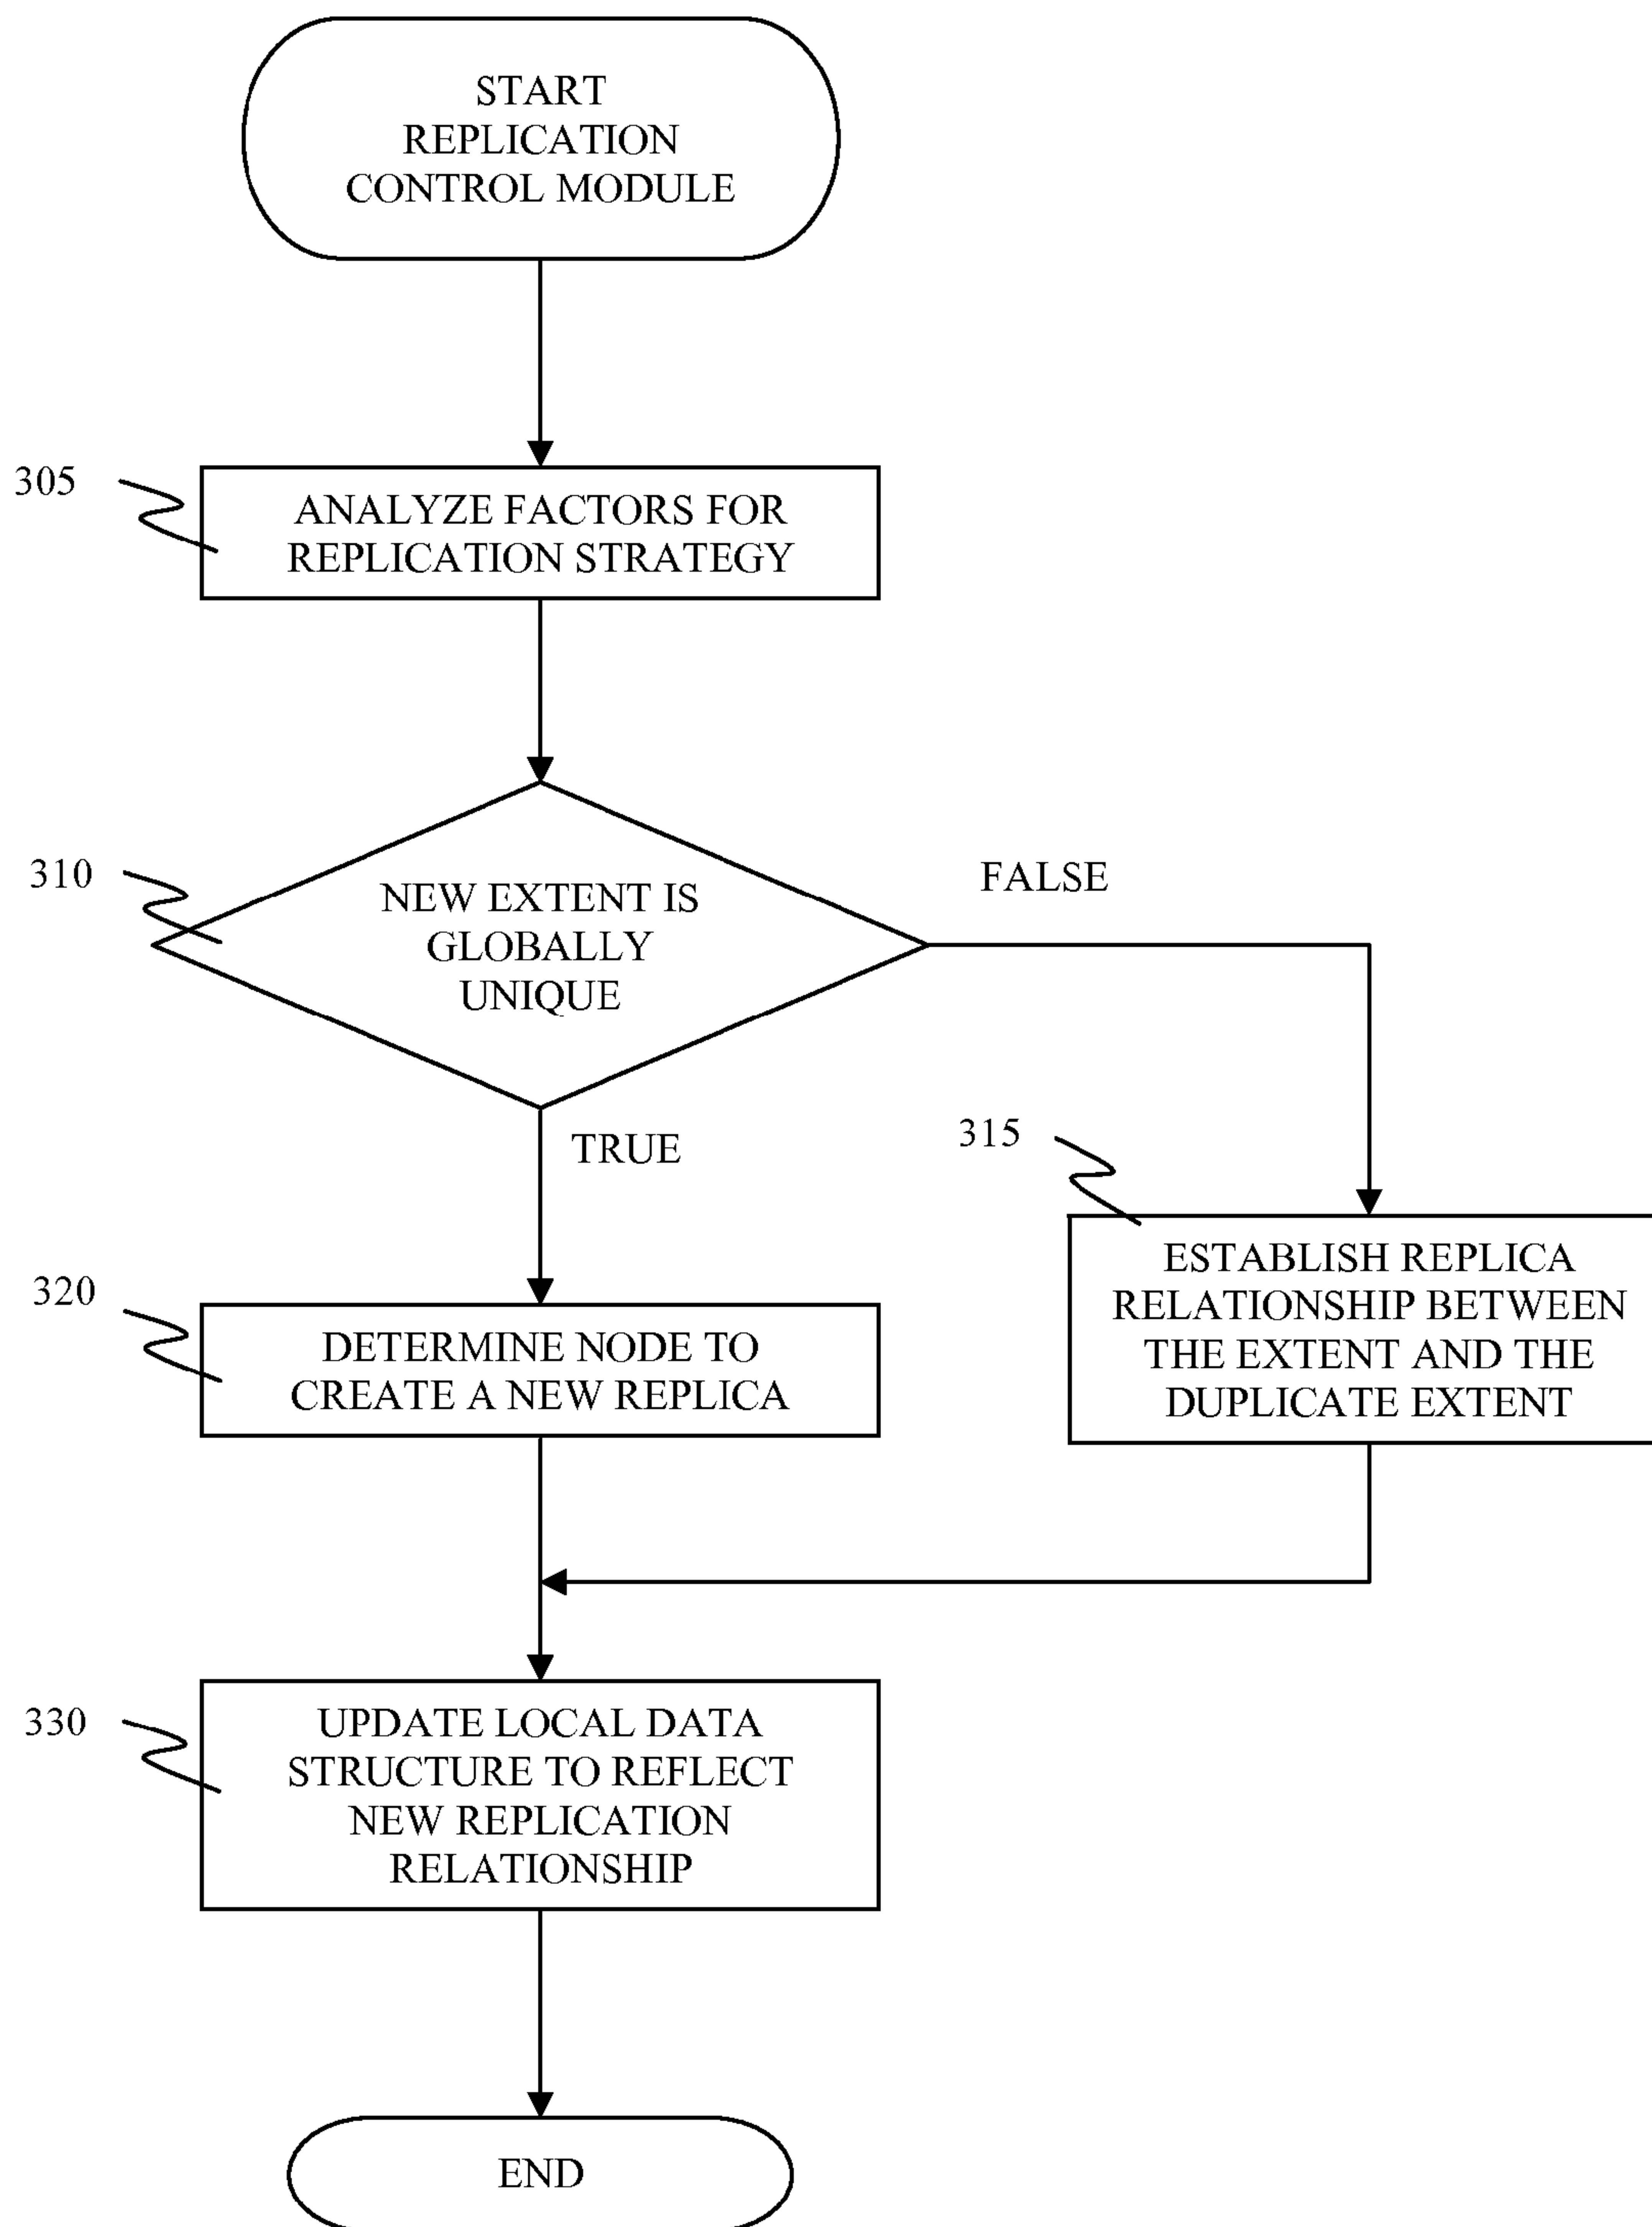 START
REPLICATION
CONTROL MODULE
305
ANALYZE FACTORS FOR
REPLICATION STRATEGY
310
NEW EXTENT IS
GLOBALLY
UNIQUE
FALSE
TRUE
315
ESTABLISH REPLICA
RELATIONSHIP BETWEEN
THE EXTENT AND THE
DUPLICATE EXTENT
320
DETERMINE NODE TO
CREATE A NEW REPLICA
330
UPDATE LOCAL DATA
STRUCTURE TO REFLECT
NEW REPLICATION
RELATIONSHIP
END